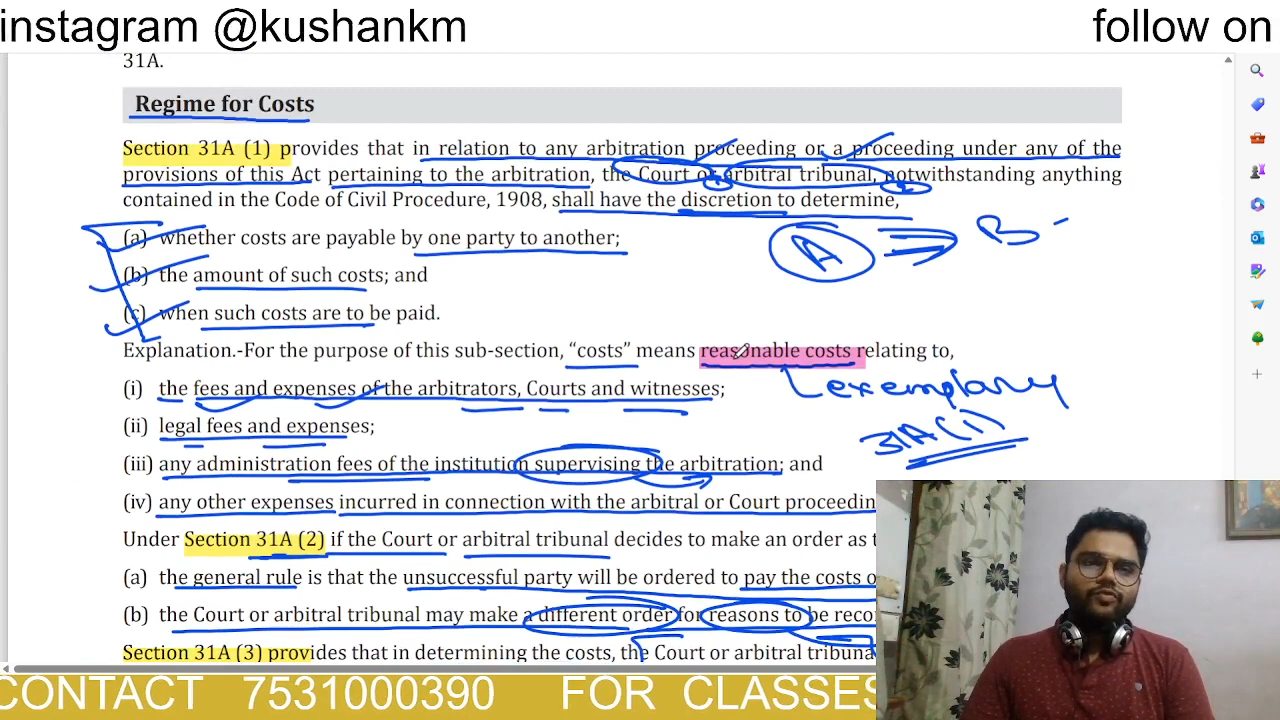 instagram @kushankm
follow on
31A.
Regime for Costs
Section 31A (1) provides that in relation to any arbitration proceeding or a proceeding under any of the
provisions of this Act pertaining to the arbitration, the Court or arbitral tribunal, notwithstanding anything
contained in the Code of Civil Procedure, 1908, shall have the discretion to determine,
(a) whether costs are payable by one party to another;
A B
(b) the amount of such costs; and
(c) when such costs are to be paid.
Explanation.-For the purpose of this sub-section, “costs” means reasonable costs relating to,
(i) the fees and expenses of the arbitrators, Courts and witnesses;
exemplary
(ii) legal fees and expenses;
31A(1)
(iii) any administration fees of the institution supervising the arbitration; and
(iv) any other expenses incurred in connection with the arbitral or Court proceedin
Under Section 31A (2) if the Court or arbitral tribunal decides to make an order as t
(a) the general rule is that the unsuccessful party will be ordered to pay the costs o
(b) the Court or arbitral tribunal may make a different order for reasons to be reco
Section 31A (3) provides that in determining the costs, the Court or arbitral tribuna
CONTACT 7531000390 FOR CLASSES